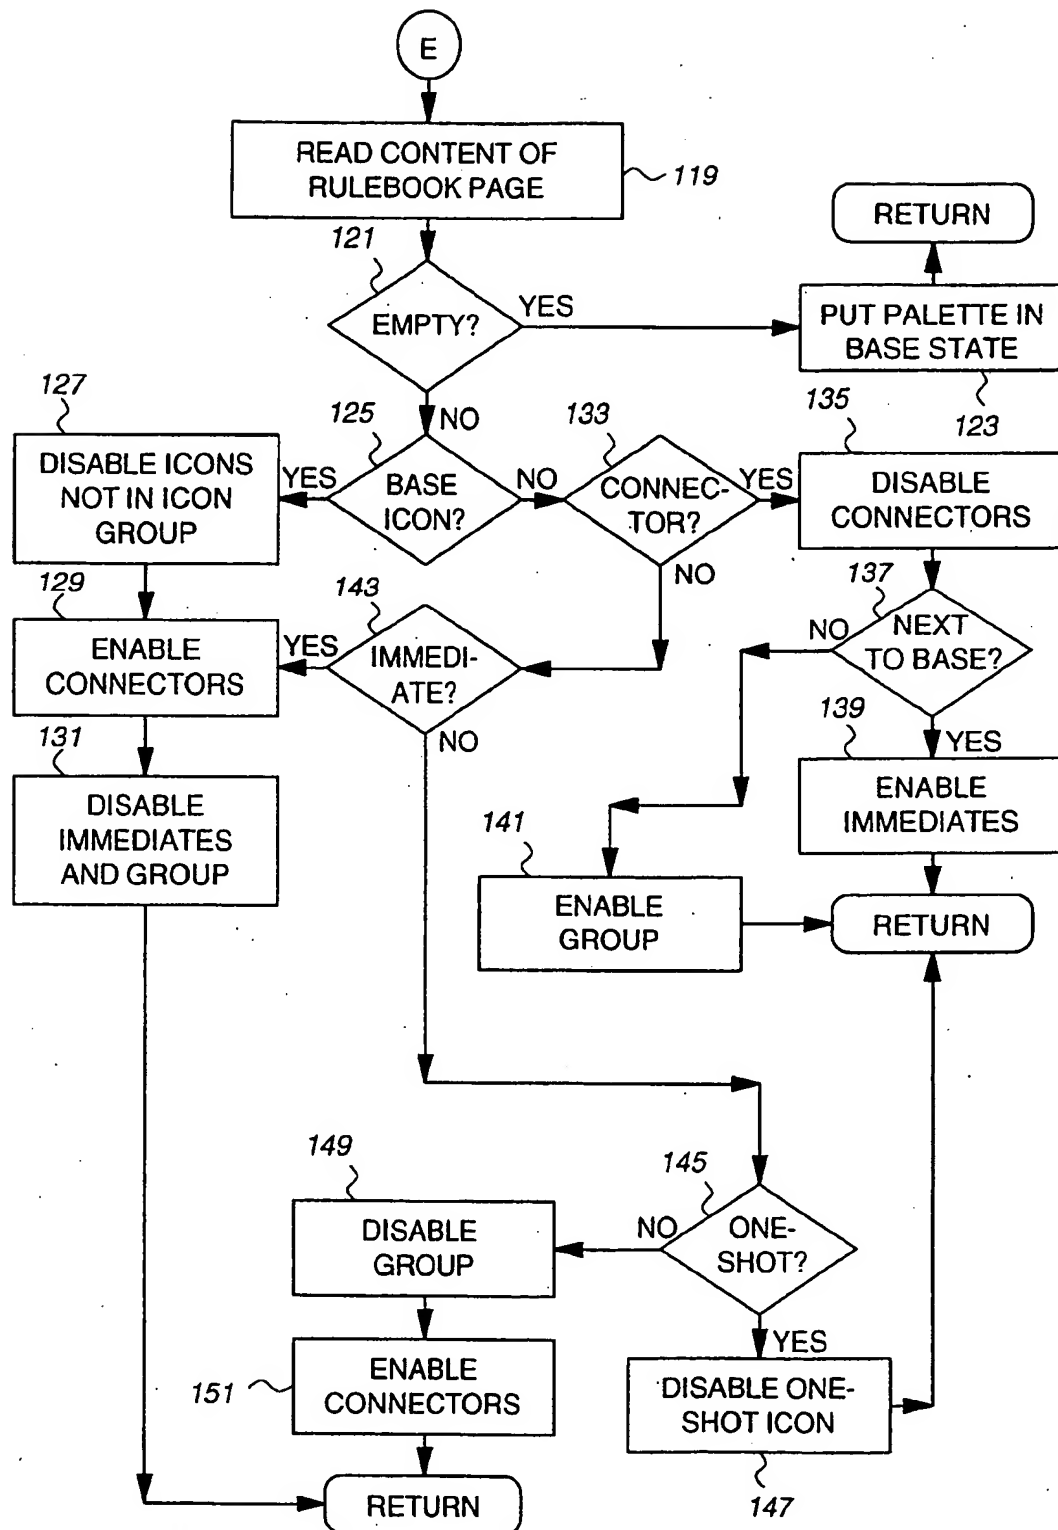 E
READ CONTENT OF
RULEBOOK PAGE
119
RETURN
121
EMPTY?
YES
PUT PALETTE IN
BASE STATE
123
NO
127
DISABLE ICONS
NOT IN ICON
GROUP
YES
125
BASE
ICON?
NO
133
CONNEC-
TOR?
YES
135
DISABLE
CONNECTORS
NO
129
ENABLE
CONNECTORS
YES
143
IMMEDI-
ATE?
NO
137
NEXT
TO BASE?
NO
YES
131
DISABLE
IMMEDIATES
AND GROUP
139
ENABLE
IMMEDIATES
141
ENABLE
GROUP
RETURN
149
DISABLE
GROUP
NO
145
ONE-
SHOT?
YES
151
ENABLE
CONNECTORS
DISABLE ONE-
SHOT ICON
147
RETURN